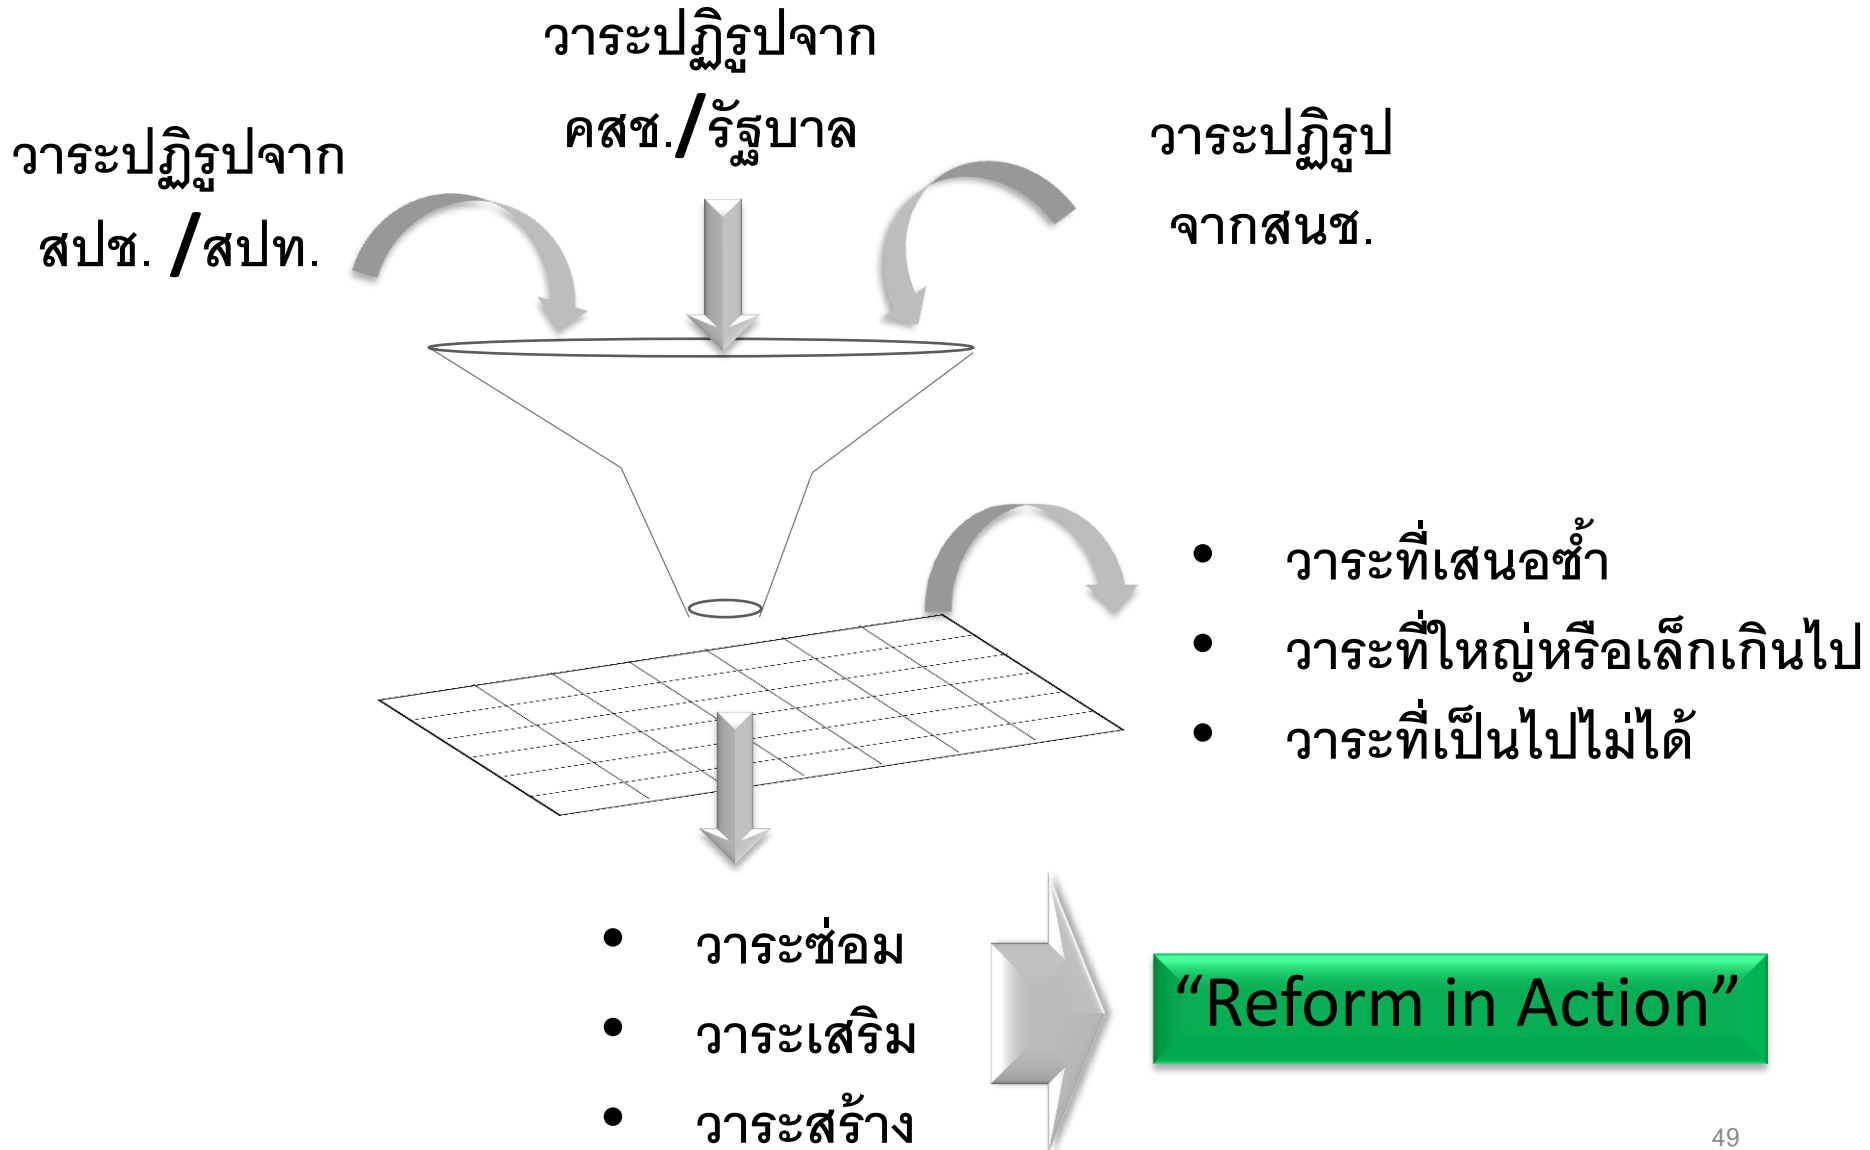 วาระปฏิรูปจาก
คสช./รัฐบาล
วาระปฏิรูปจาก
สปช. /สปท.
วาระปฏิรูป
จากสนช.
• วาระที่เสนอซ้ำ
• วาระที่ใหญ่หรือเล็กเกินไป
• วาระที่เป็นไปไม่ได้
• วาระซ่อม
• วาระเสริม
• วาระสร้าง
“Reform in Action”
49